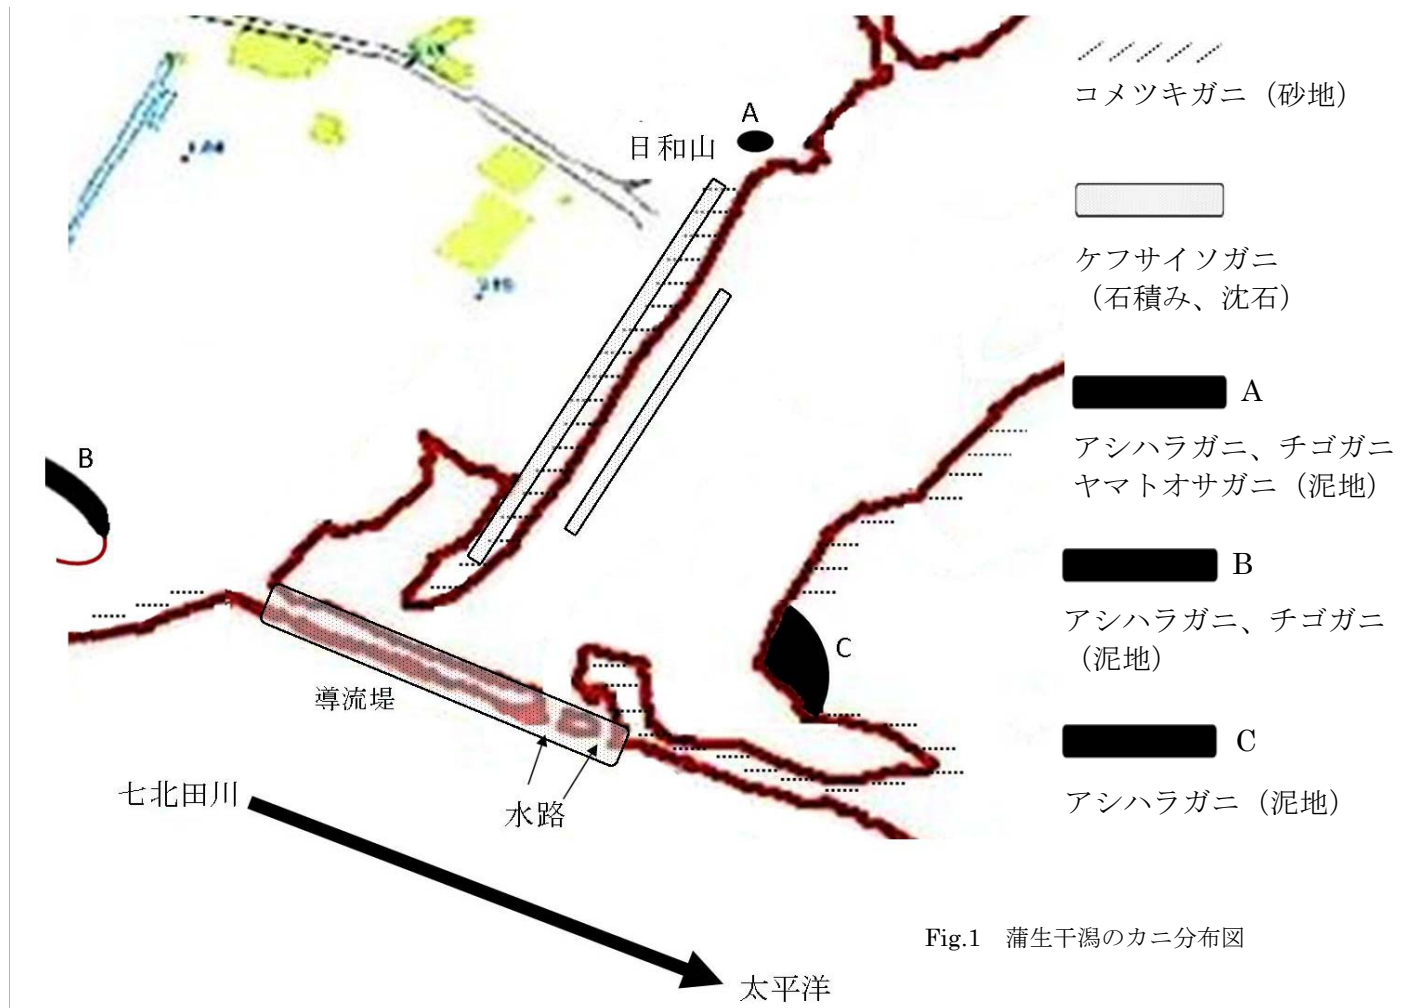 A
日和山
B
C
導流堤
七北田川
水路
太平洋
コメツキガニ（砂地）
ケフサイソガニ
（石積み、沈石）
A
アシハラガニ、チゴガニ
ヤマトオサガニ（泥地）
B
アシハラガニ、チゴガニ
（泥地）
C
アシハラガニ（泥地）
Fig.1　蒲生干潟のカニ分布図